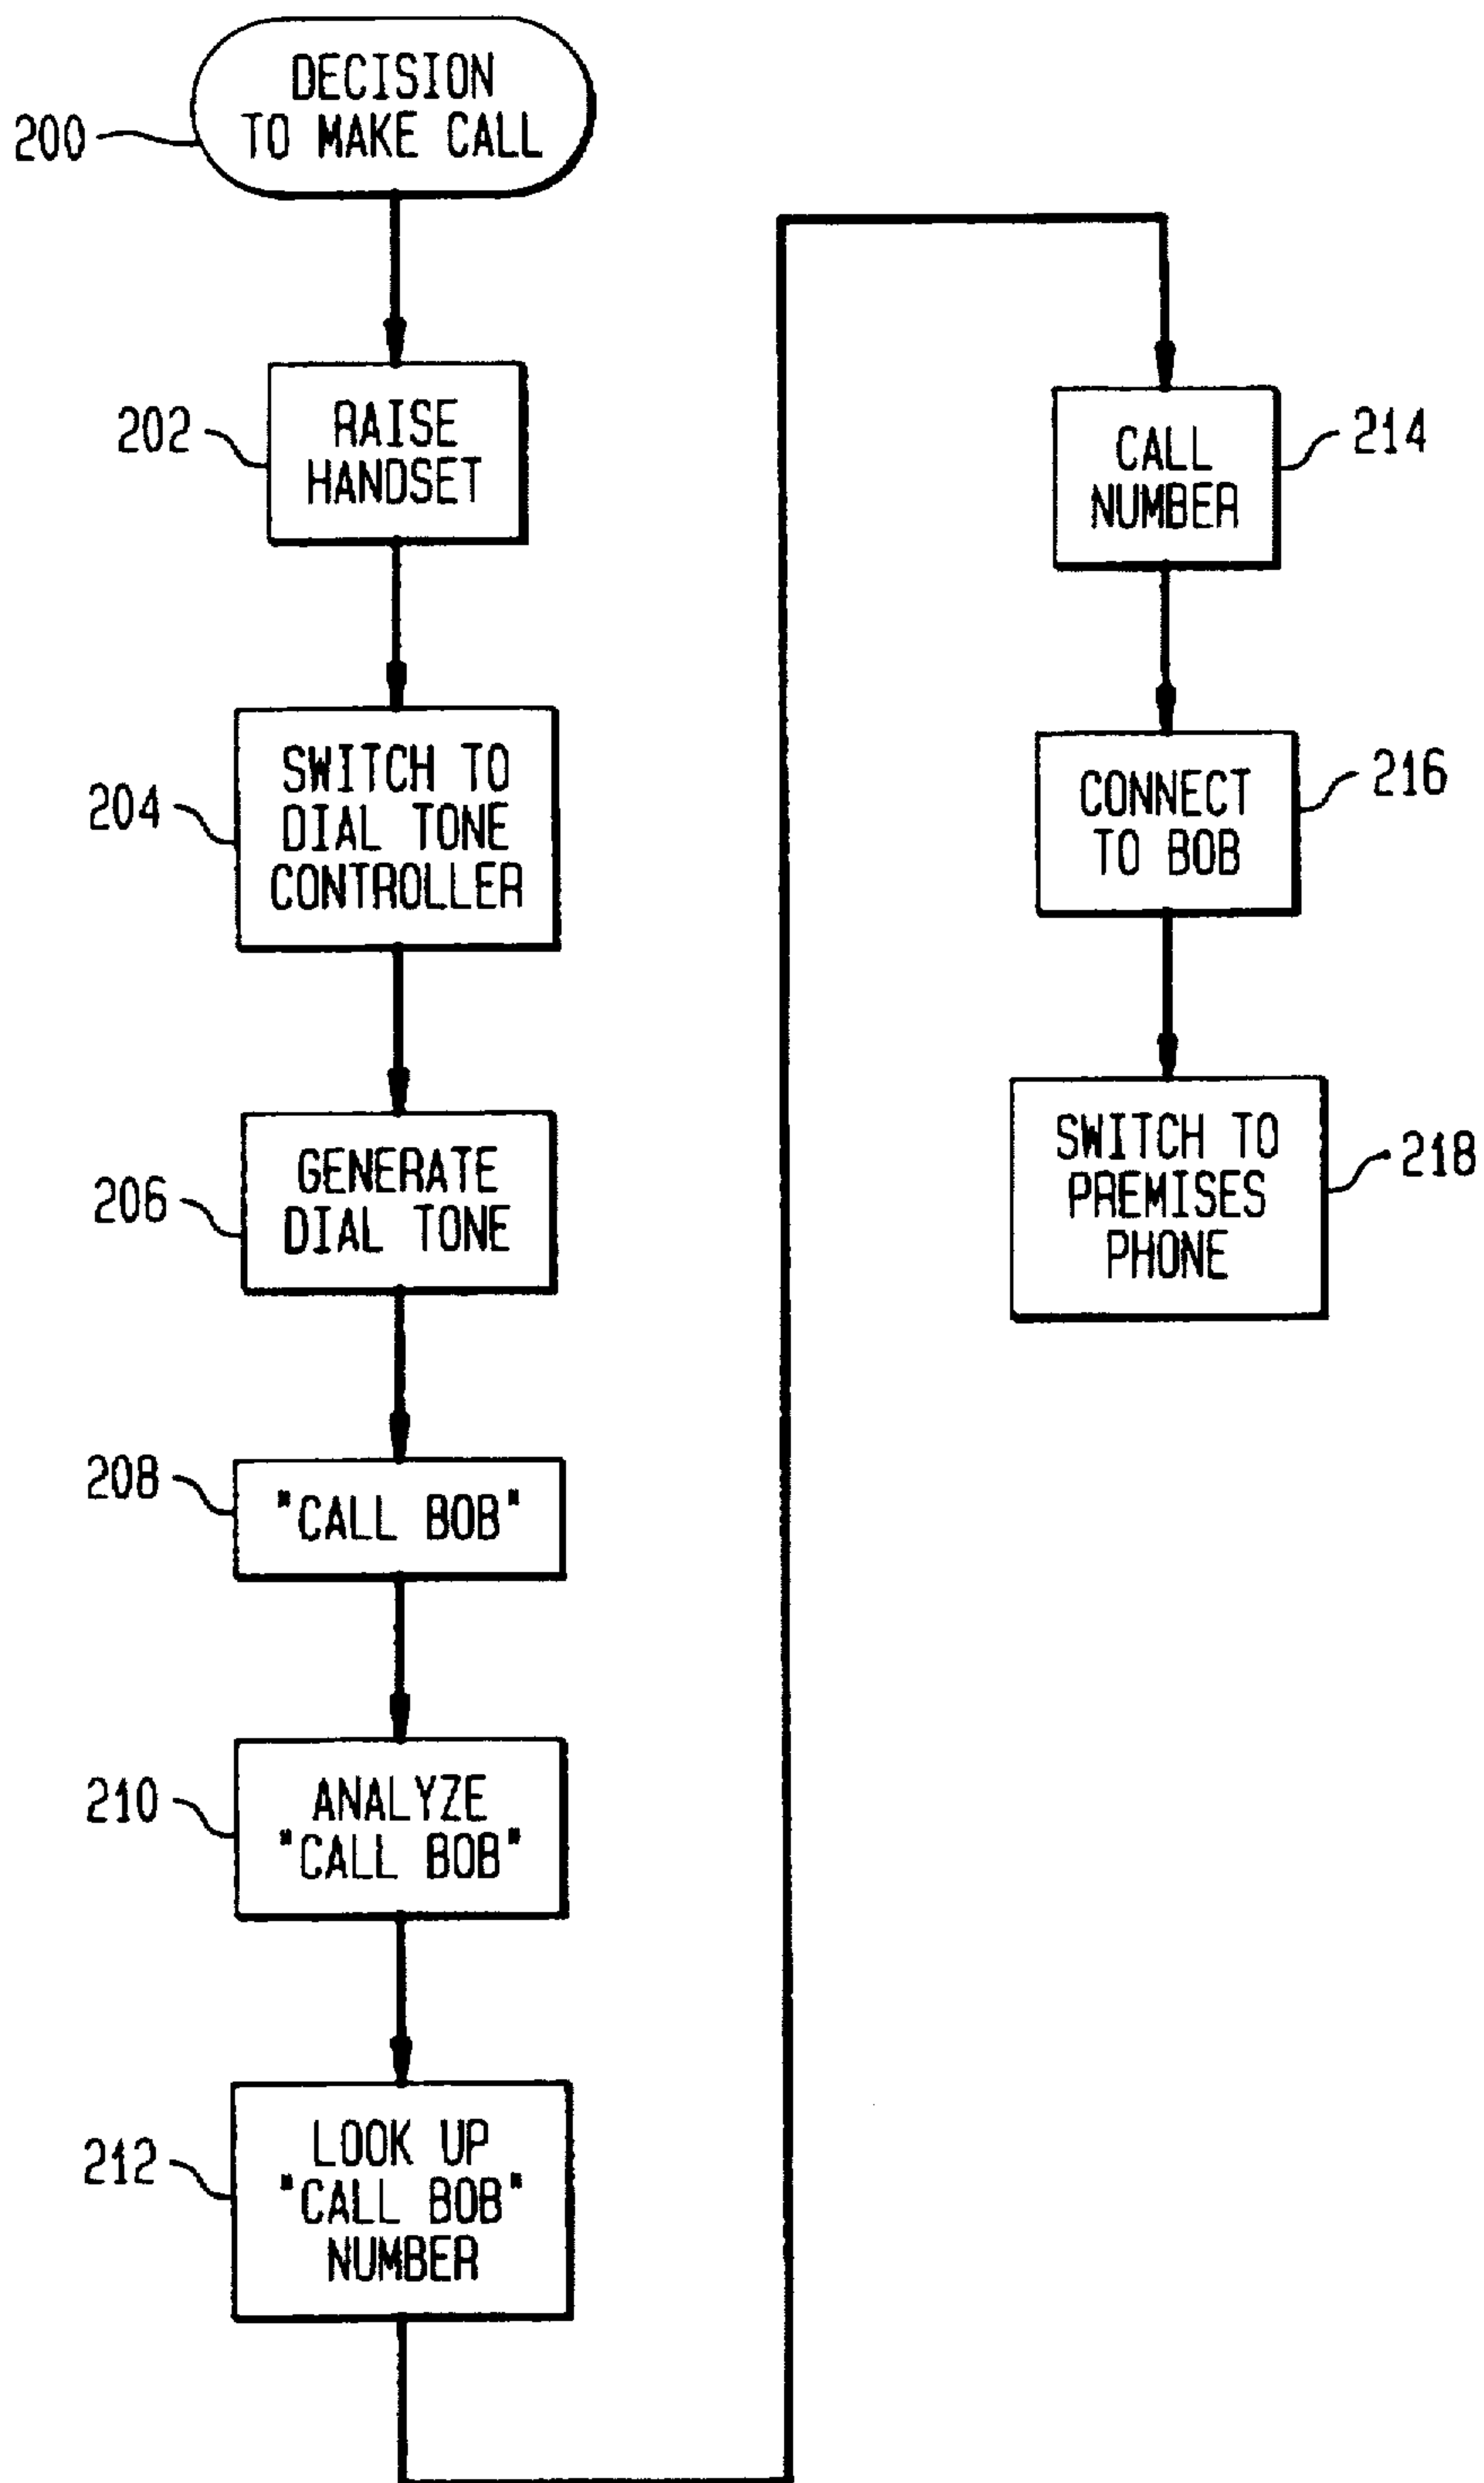 DECISION
TO MAKE CALL
200
202
RAISE
HANDSET
204
SWITCH TO
DIAL TONE
CONTROLLER
206
GENERATE
DIAL TONE
208
"CALL BOB"
210
ANALYZE
"CALL BOB"
212
LOOK UP
"CALL BOB"
NUMBER
214
CALL
NUMBER
216
CONNECT
TO BOB
218
SWITCH TO
PREMISES
PHONE